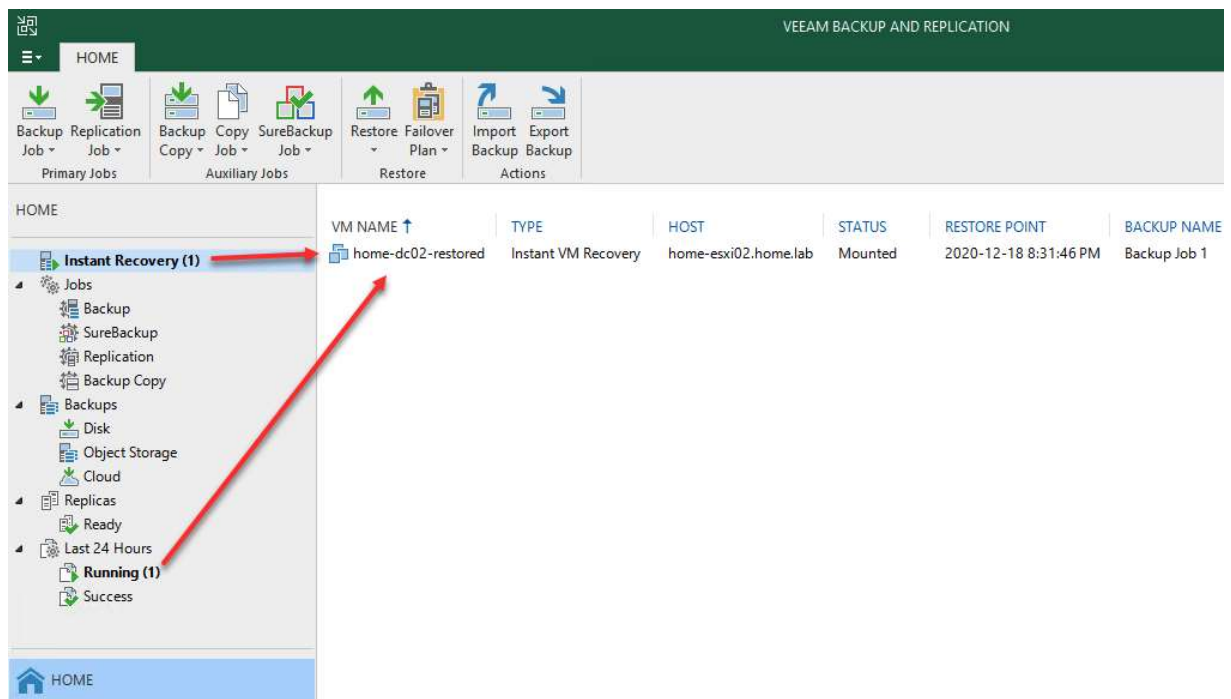 VEEAM BACKUP AND REPLICATION
HOME
Backup Replication Backup Copy SureBackup Restore Failover Import Export
Job Job Copy Job Job Plan Backup Backup
Primary Jobs Auxiliary Jobs Restore Actions
HOME
VM NAME TYPE HOST STATUS RESTORE POINT BACKUP NAME
Instant Recovery (1) home-dc02-restored Instant VM Recovery home-esxi02.home.lab Mounted 2020-12-18 8:31:46 PM Backup Job 1
Jobs
Backup
SureBackup
Replication
Backup Copy
Backups
Disk
Object Storage
Cloud
Replicas
Ready
Last 24 Hours
Running (1)
Success
HOME